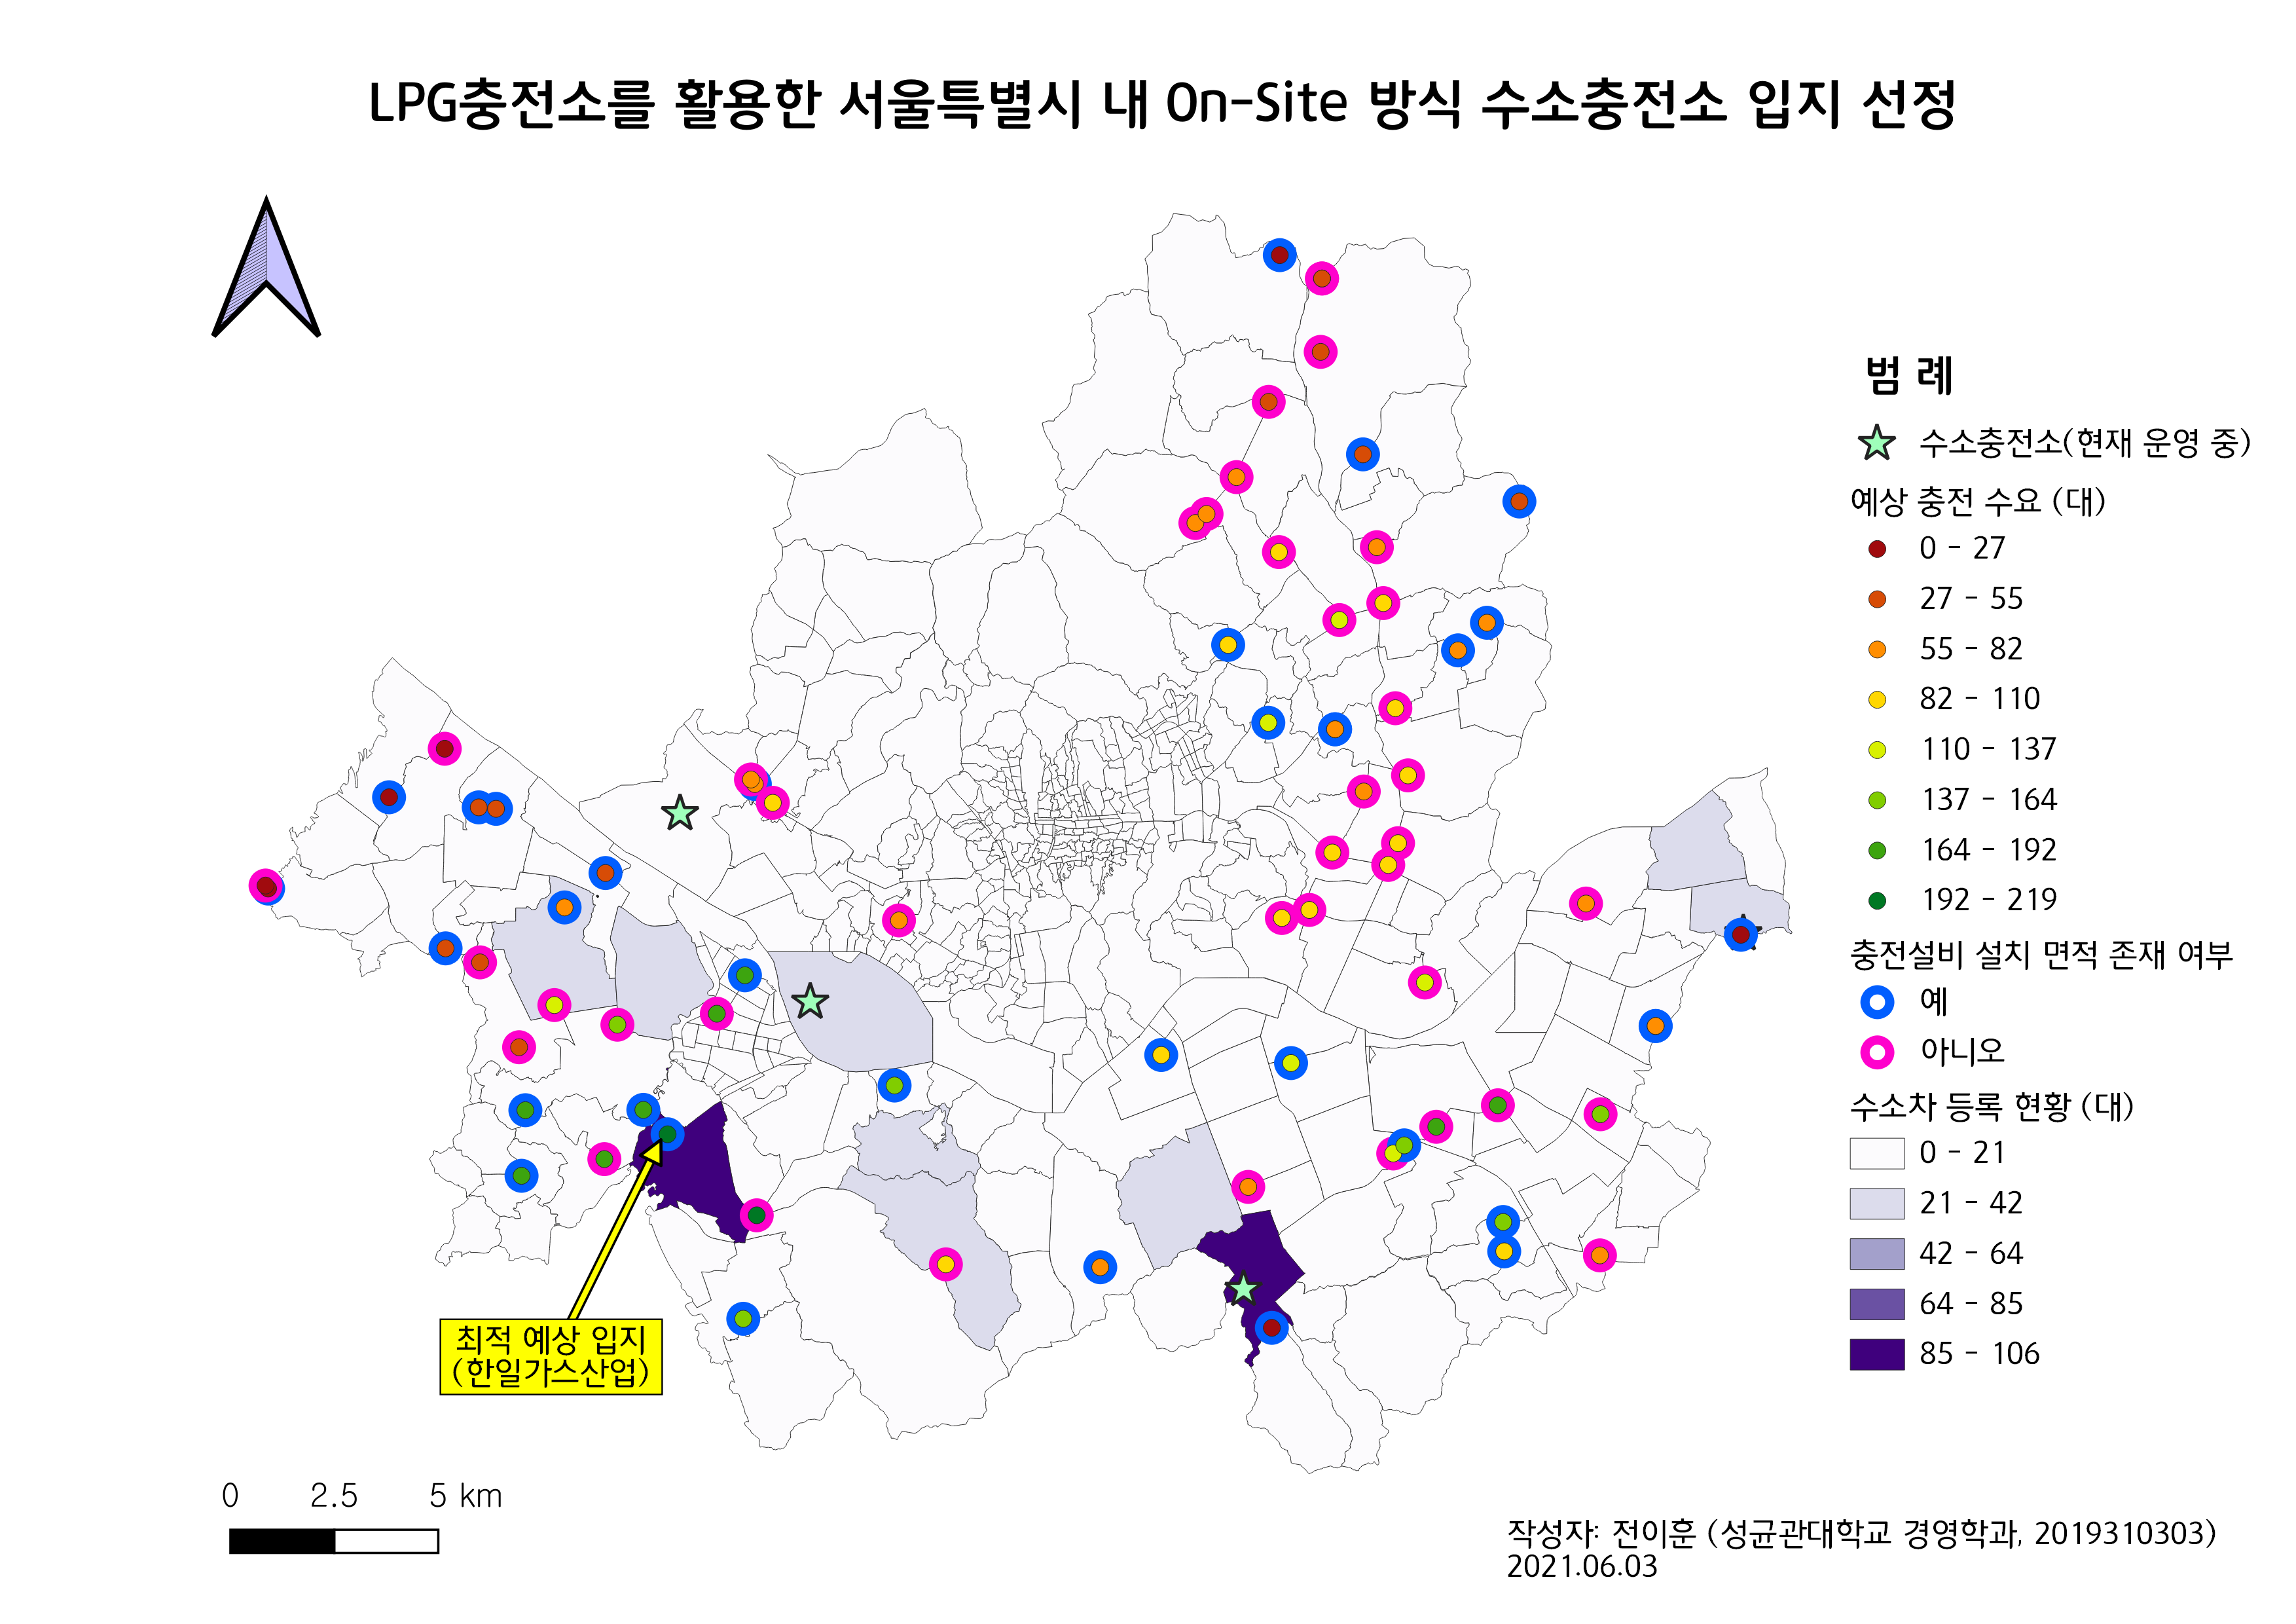 LPG충전소를 활용한 서울특별시 내 On-Site 방식 수소충전소 입지 선정
범 례
수소충전소(현재 운영 중)
예상 충전 수요 (대)
0 - 27
27 - 55
55 - 82
82 - 110
110 - 137
137 - 164
164 - 192
192 - 219
충전설비 설치 면적 존재 여부
예
아니오
수소차 등록 현황 (대)
0 - 21
21 - 42
42 - 64
64 - 85
85 - 106
최적 예상 입지
(한일가스산업)
0 2.5 5 km
작성자: 전이훈 (성균관대학교 경영학과, 2019310303)
2021.06.03